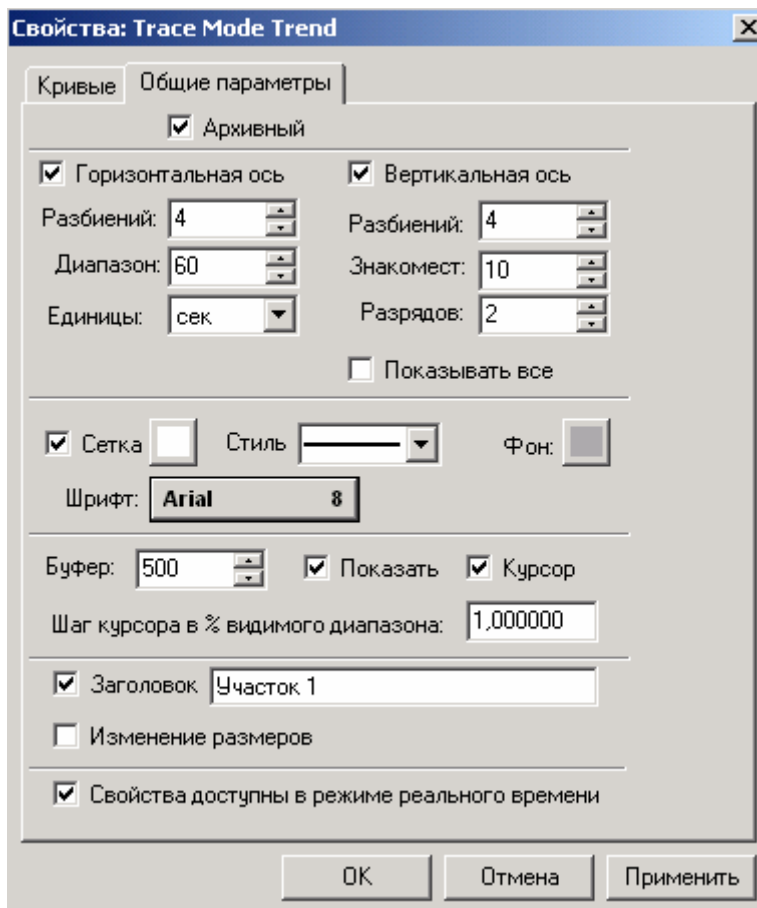 Свойства: Trace Mode Trend
Кривые Общие параметры
Архивный
Горизонтальная ось Вертикальная ось
Разбиений: 4 Разбиений: 4
Диапазон: 60 Знакомест: 10
Единицы: сек Разрядов: 2
Показывать все
Сетка Стиль Фон:
Шрифт: Arial 8
Буфер: 500 Показать Курсор
Шаг курсора в % видимого диапазона: 1,000000
Заголовок Участок 1
Изменение размеров
Свойства доступны в режиме реального времени
OK Отмена Применить